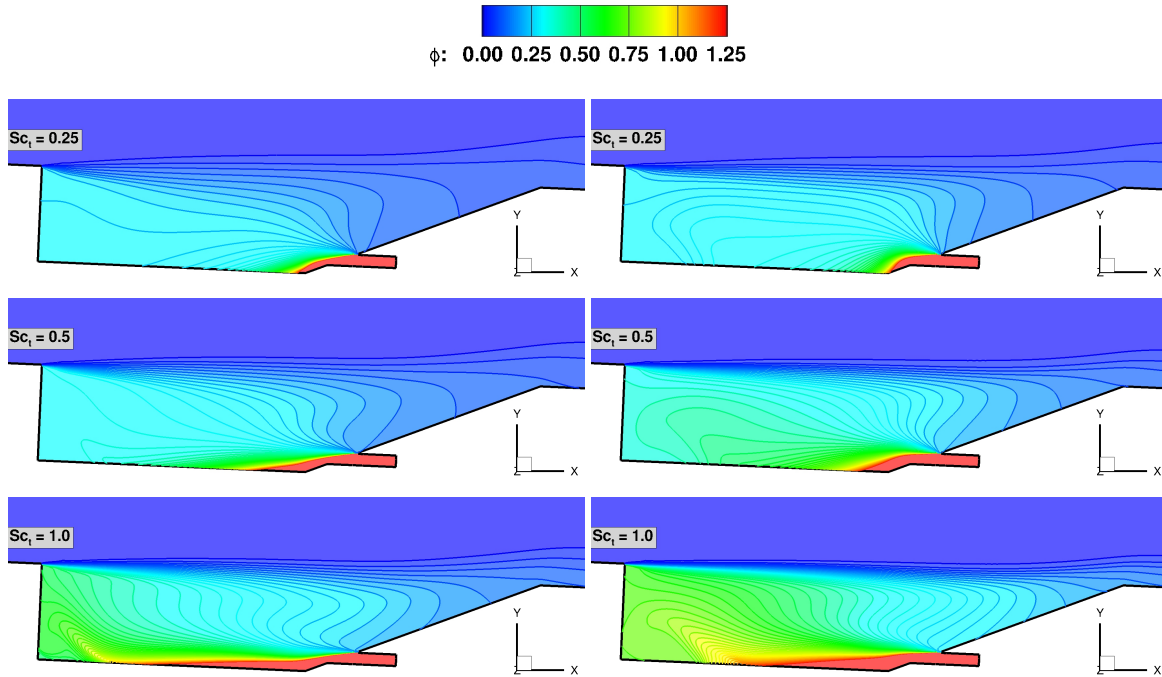 ϕ: 0.00 0.25 0.50 0.75 1.00 1.25
Sct = 0.25
Y
X
Z
Sct = 0.25
Y
X
Z
Sct = 0.5
Y
X
Z
Sct = 0.5
Y
X
Z
Sct = 1.0
Y
X
Z
Sct = 1.0
Y
X
Z